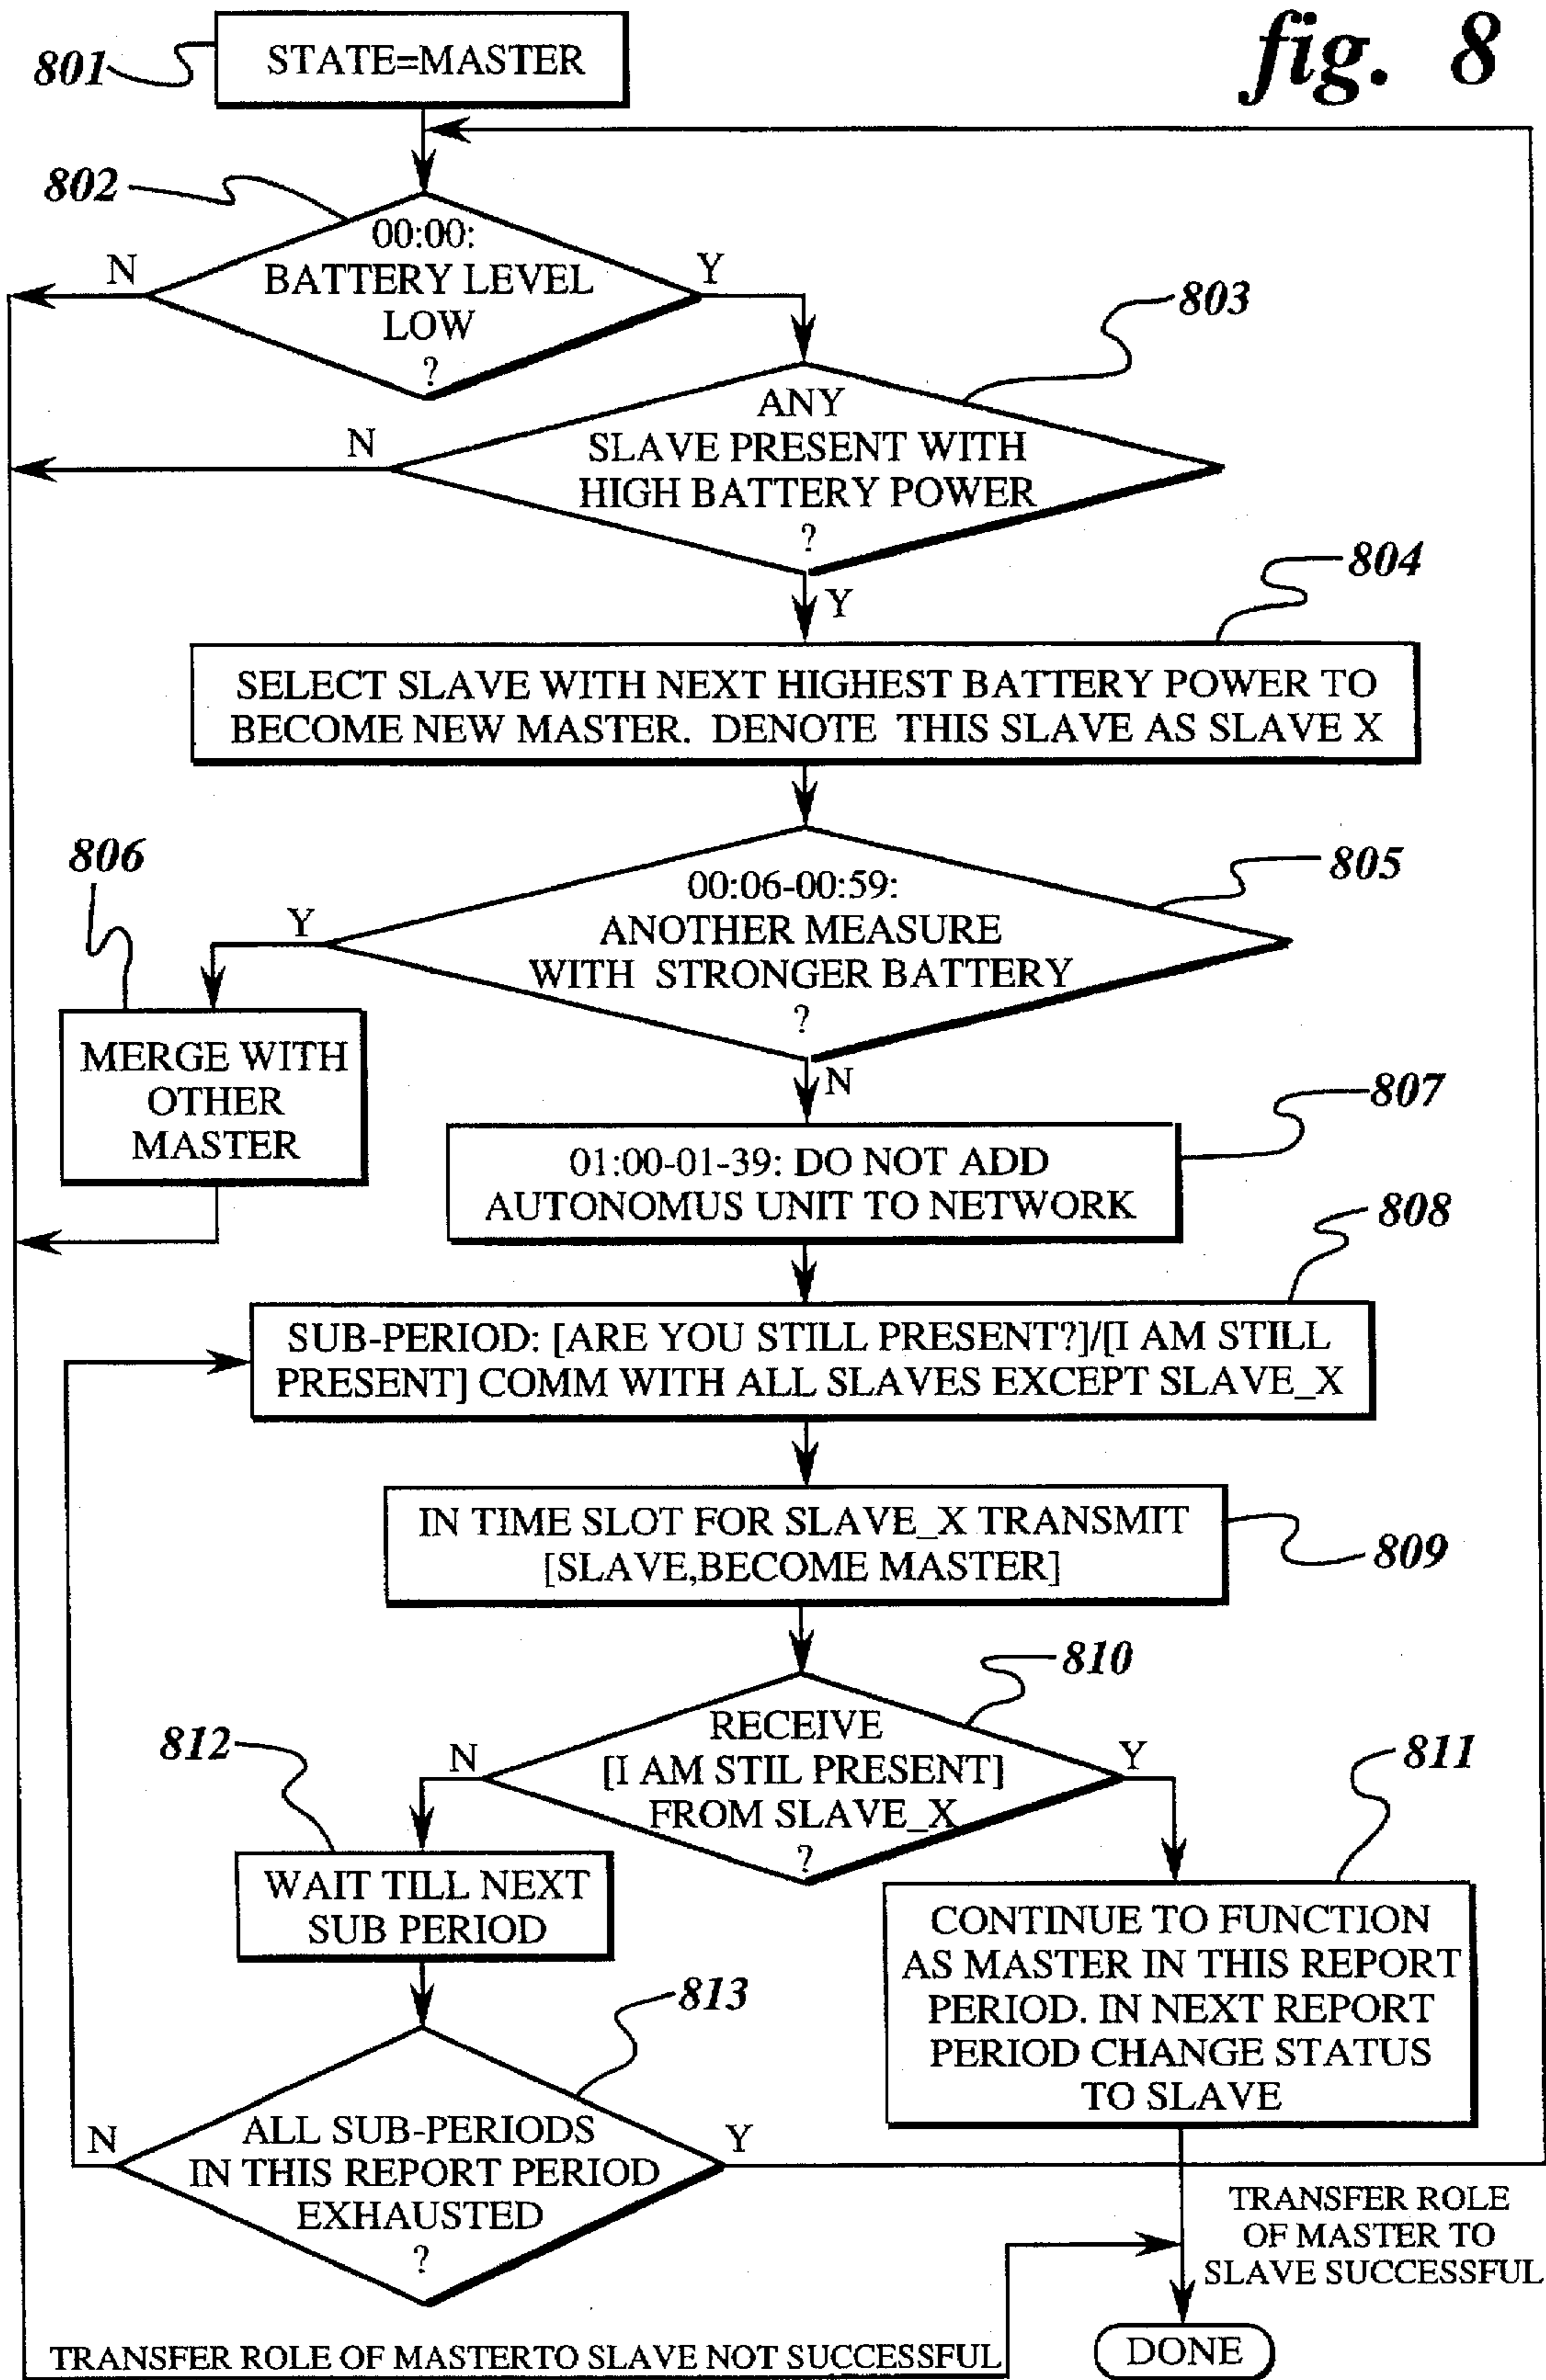 fig. 8
801
STATE=MASTER
802
00:00:
BATTERY LEVEL
LOW
?
N
Y
803
ANY
SLAVE PRESENT WITH
HIGH BATTERY POWER
?
N
Y
804
SELECT SLAVE WITH NEXT HIGHEST BATTERY POWER TO
BECOME NEW MASTER. DENOTE THIS SLAVE AS SLAVE X
805
00:06-00:59:
ANOTHER MEASURE
WITH STRONGER BATTERY
?
Y
N
806
MERGE WITH
OTHER
MASTER
807
01:00-01-39: DO NOT ADD
AUTONOMUS UNIT TO NETWORK
808
SUB-PERIOD: [ARE YOU STILL PRESENT?]/[I AM STILL
PRESENT] COMM WITH ALL SLAVES EXCEPT SLAVE_X
809
IN TIME SLOT FOR SLAVE_X TRANSMIT
[SLAVE,BECOME MASTER]
810
RECEIVE
[I AM STIL PRESENT]
FROM SLAVE_X
?
N
Y
811
CONTINUE TO FUNCTION
AS MASTER IN THIS REPORT
PERIOD. IN NEXT REPORT
PERIOD CHANGE STATUS
TO SLAVE
812
WAIT TILL NEXT
SUB PERIOD
813
ALL SUB-PERIODS
IN THIS REPORT PERIOD
EXHAUSTED
?
N
Y
TRANSFER ROLE
OF MASTER TO
SLAVE SUCCESSFUL
TRANSFER ROLE OF MASTERTO SLAVE NOT SUCCESSFUL
DONE